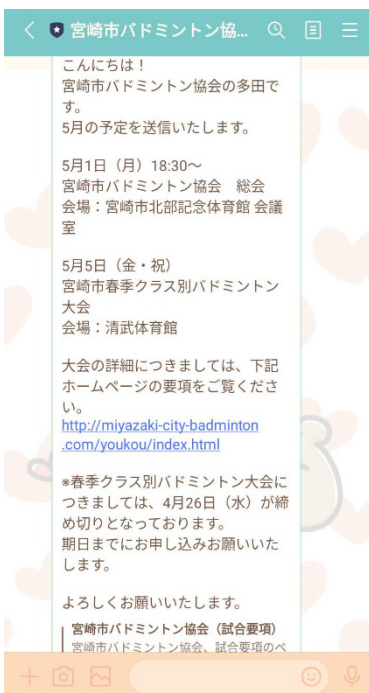 宮崎市バドミントン協...
こんにちは！
宮崎市バドミントン協会の多田で
す。
5月の予定を送信いたします。
5月1日（月）18:30〜
宮崎市バドミントン協会　総会
会場：宮崎市北部記念体育館 会議
室
5月5日（金・祝）
宮崎市春季クラス別バドミントン
大会
会場：清武体育館
大会の詳細につきましては、下記
ホームページの要項をご覧くださ
い。
http://miyazaki-city-badminton
.com/youkou/index.html
※春季クラス別バドミントン大会に
つきましては、4月26日（水）が締
め切りとなっております。
期日までにお申し込みお願いいた
します。
よろしくお願いいたします。
宮崎市バドミントン協会（試合要項）
宮崎市バドミントン協会、試合要項のペ